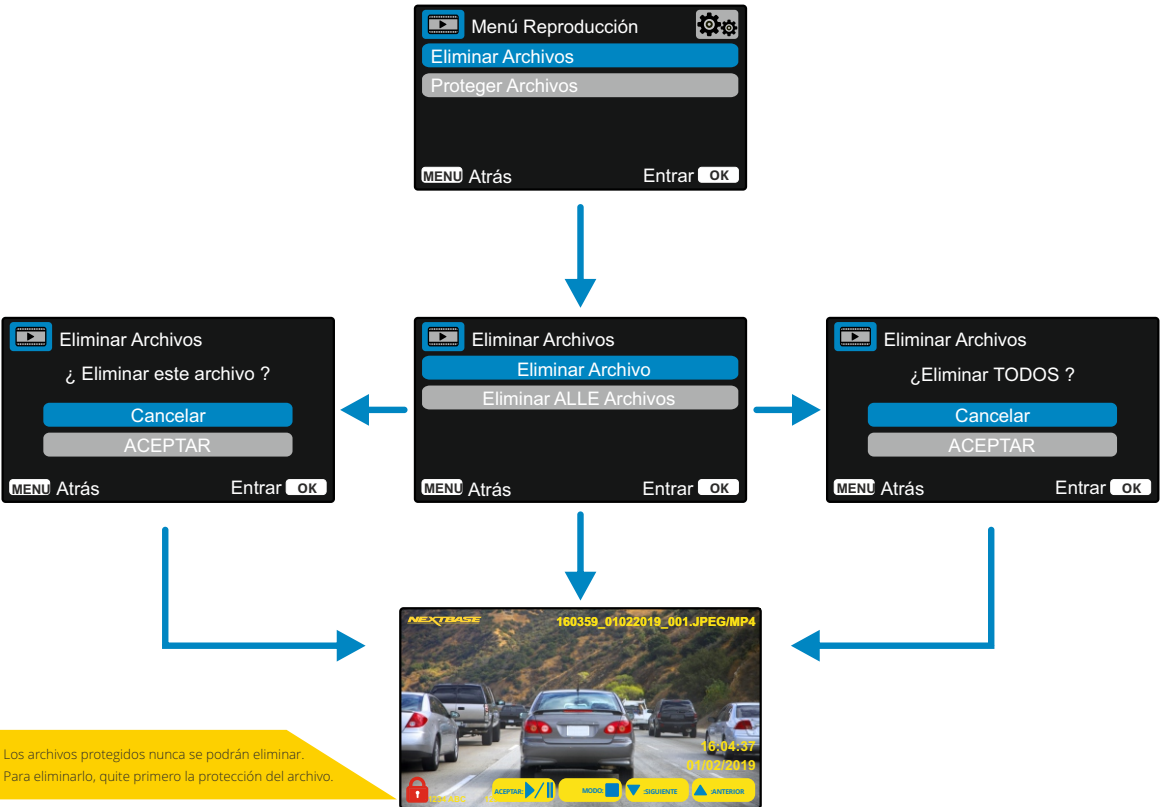 Menú Reproducción
Eliminar Archivos
Proteger Archivos
MENU Atrás
Entrar OK
Eliminar Archivos
¿ Eliminar este archivo ?
Cancelar
ACEPTAR
MENU Atrás
Entrar OK
Eliminar Archivos
Eliminar Archivo
Eliminar ALLE Archivos
MENU Atrás
Entrar OK
Eliminar Archivos
¿Eliminar TODOS ?
Cancelar
ACEPTAR
MENU Atrás
Entrar OK
NEXTBASE
160359_01022019_001.JPEG/MP4
16:04:37
01/02/2019
ACEPTAR:
MODO:
:SIGUIENTE
:ANTERIOR
Los archivos protegidos nunca se podrán eliminar.
Para eliminarlo, quite primero la protección del archivo.